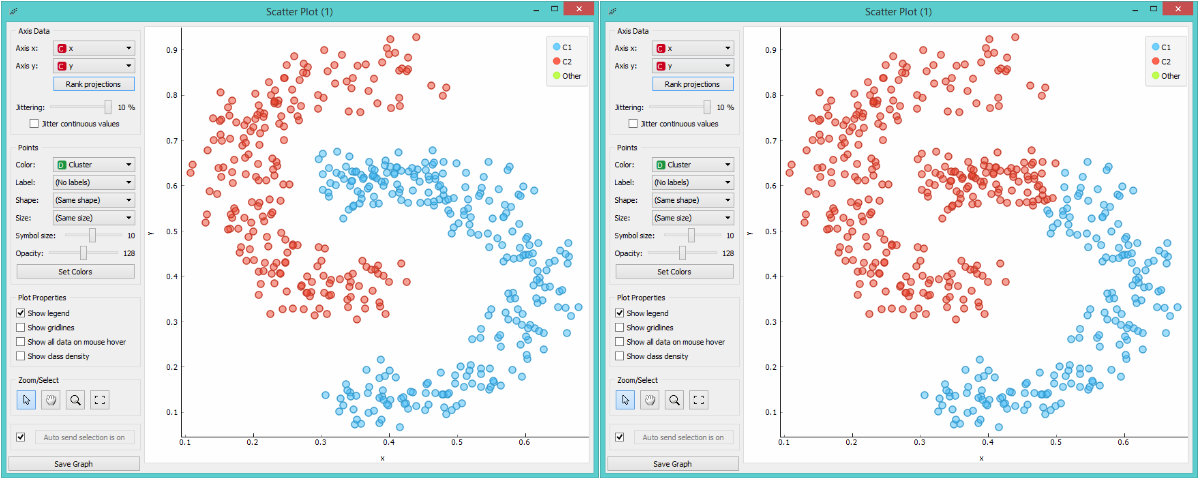 Scatter Plot (1)
Axis Data
Axis x: C x
Axis y: C y
Rank projections
Jittering: 10 %
Jitter continuous values
Points
Color: D Cluster
Label: (No labels)
Shape: (Same shape)
Size: (Same size)
Symbol size: 10
Opacity: 128
Set Colors
Plot Properties
Show legend
Show gridlines
Show all data on mouse hover
Show class density
Zoom/Select
Auto send selection is on
Save Graph
0.9
0.8
0.7
0.6
0.5
Y
0.4
0.3
0.2
0.1
0.1 0.2 0.3 0.4 0.5 0.6
X
C1
C2
Other
Scatter Plot (1)
Axis Data
Axis x: C x
Axis y: C y
Rank projections
Jittering: 10 %
Jitter continuous values
Points
Color: D Cluster
Label: (No labels)
Shape: (Same shape)
Size: (Same size)
Symbol size: 10
Opacity: 128
Set Colors
Plot Properties
Show legend
Show gridlines
Show all data on mouse hover
Show class density
Zoom/Select
Auto send selection is on
Save Graph
0.9
0.8
0.7
0.6
0.5
Y
0.4
0.3
0.2
0.1
0.1 0.2 0.3 0.4 0.5 0.6
X
C1
C2
Other